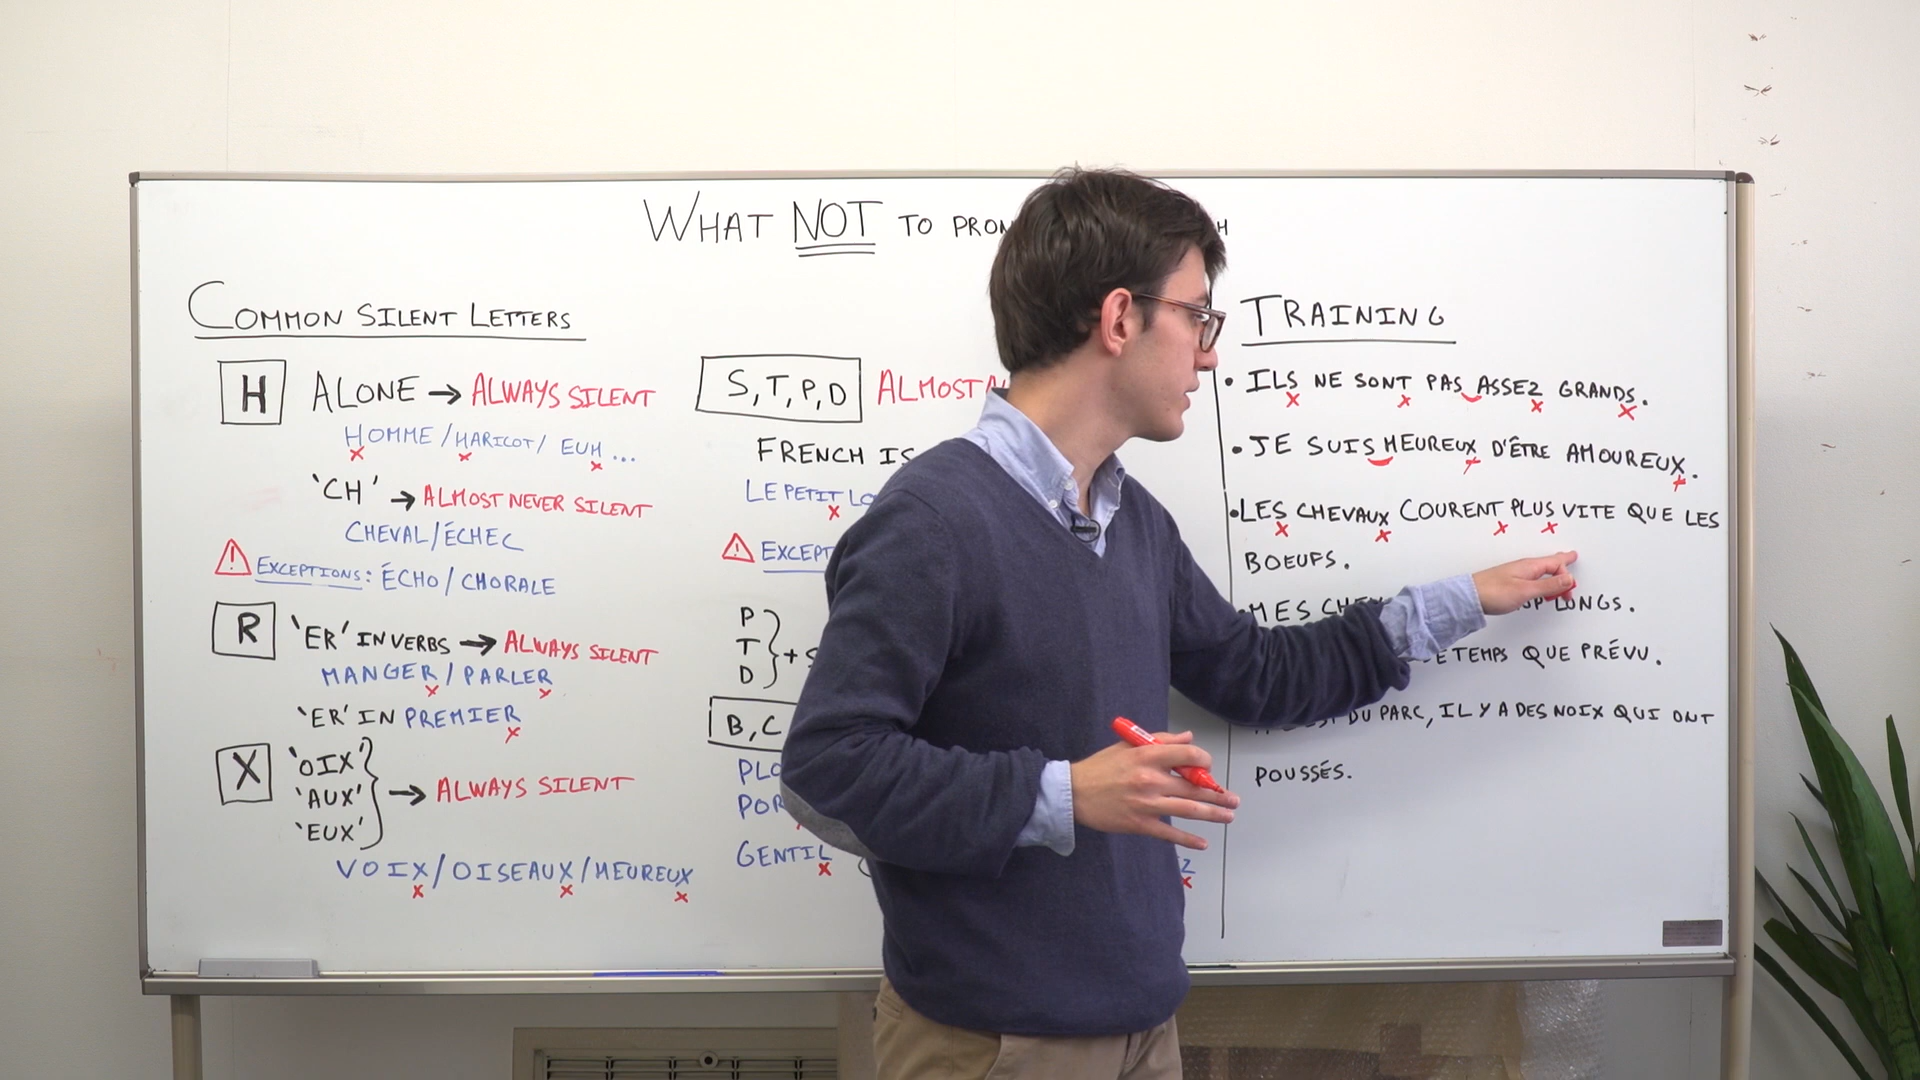 WHAT NOT TO
COMMON SILENT LETTERS
H ALONE → ALWAYS SILENT
HOMME / HARICOT / EUH ...
'CH' → ALMOST NEVER SILENT
CHEVAL / ÉCHEC
EXCEPTIONS: ÉCHO / CHORALE
R 'ER' IN VERBS → ALWAYS SILENT
MANGER / PARLER
'ER' IN PREMIER
X 'OIX'
'AUX' → ALWAYS SILENT
'EUX'
VOIX / OISEAUX / HEUREUX
S, T, P, D ALMOST
FRENCH IS
LE PETIT
P
T
D
+
B, C
GENTIL
TRAINING
• ILS NE SONT PAS ASSEZ GRANDS.
• JE SUIS HEUREUX D'ÊTRE AMOUREUX.
• LES CHEVAUX COURENT PLUS VITE QUE LES
BOEUFS.
• MES LONGS.
TEMPS QUE PRÉVU.
DU PARC, IL Y A DES NOIX QUI ONT
POUSSÉS.